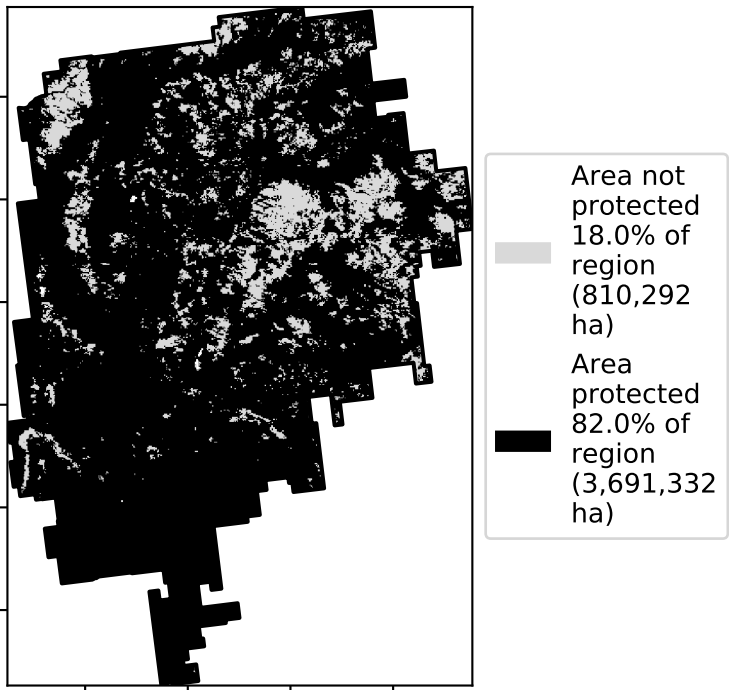 Area not
protected
18.0% of
region
(810,292
ha)
Area
protected
82.0% of
region
(3,691,332
ha)